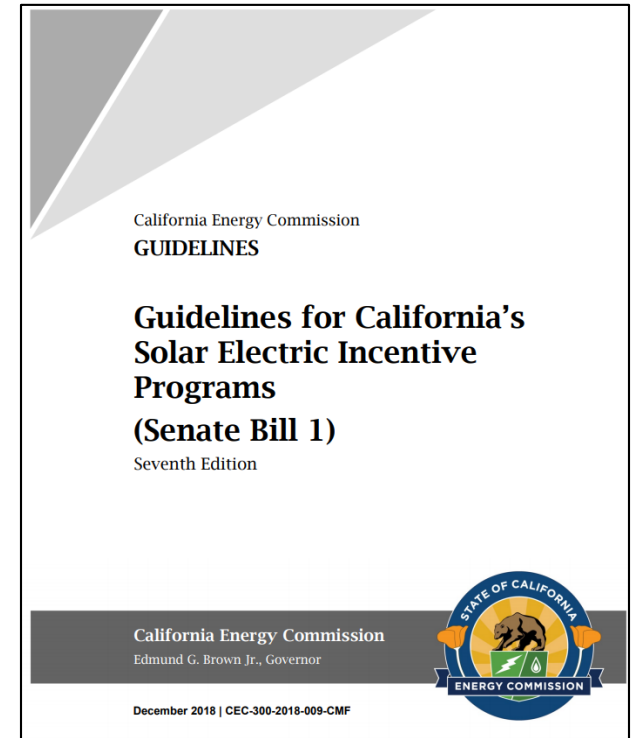 California Energy Commission
GUIDELINES
Guidelines for California's
Solar Electric Incentive
Programs
(Senate Bill 1)
Seventh Edition
California Energy Commission
Edmund G. Brown Jr., Governor
STATE OF CALIFORNIA
ENERGY COMMISSION
December 2018 | CEC-300-2018-009-CMF